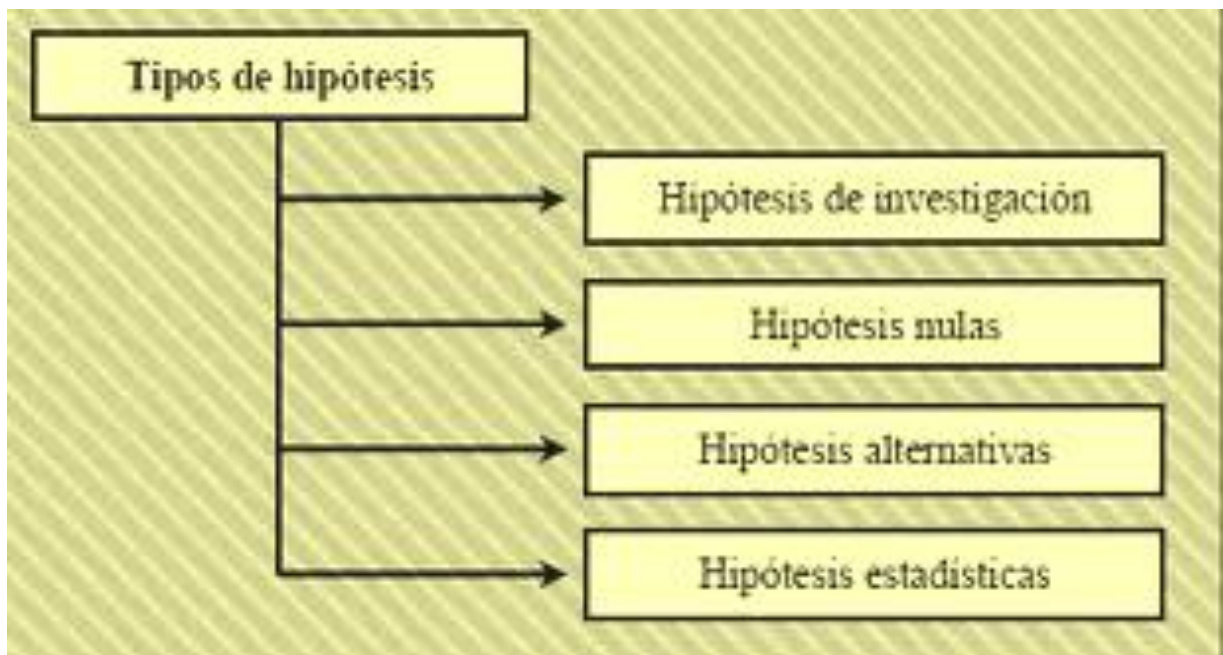 Tipos de hipótesis
Hipótesis de investigación
Hipótesis nulas
Hipótesis alternativas
Hipótesis estadísticas